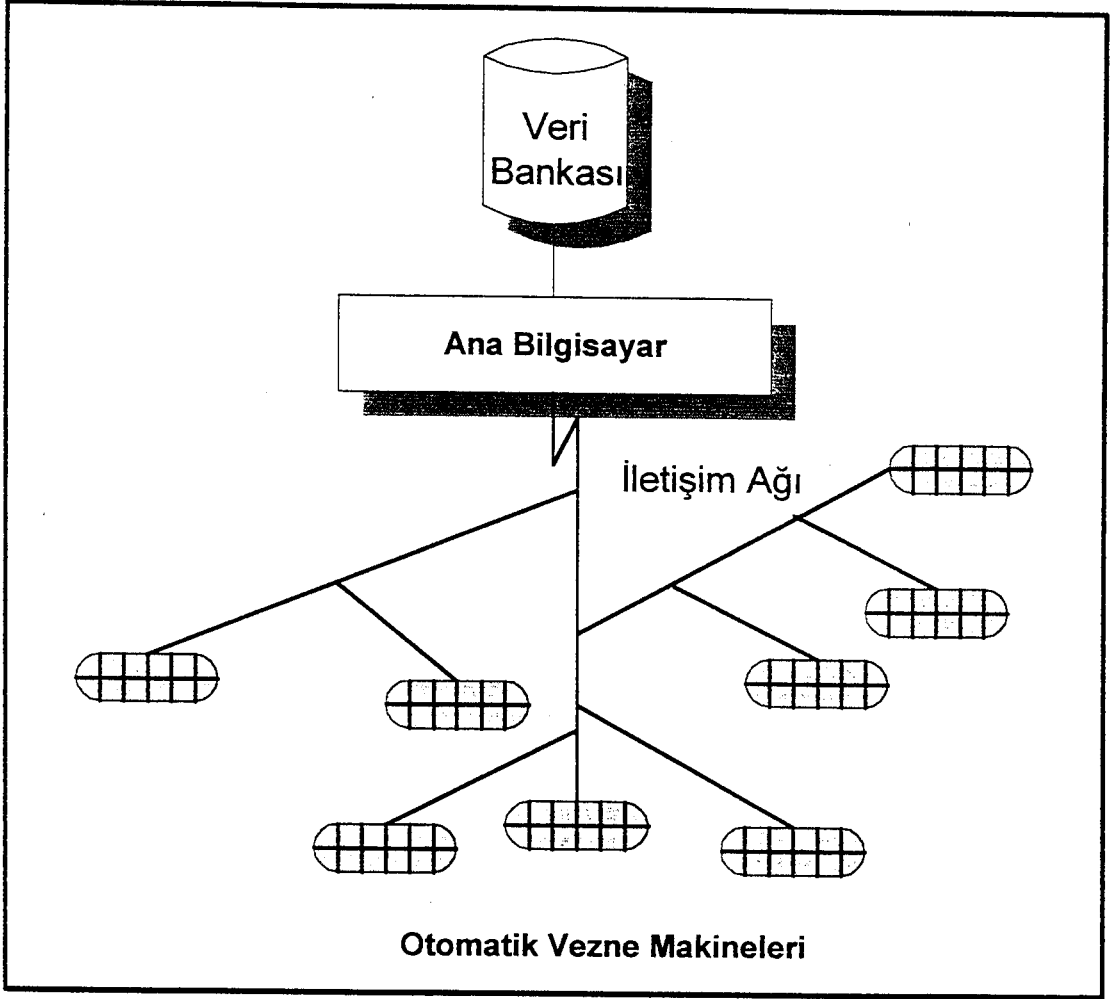 Veri
Bankası
Ana Bilgisayar
İletişim Ağı
Otomatik Vezne Makineleri